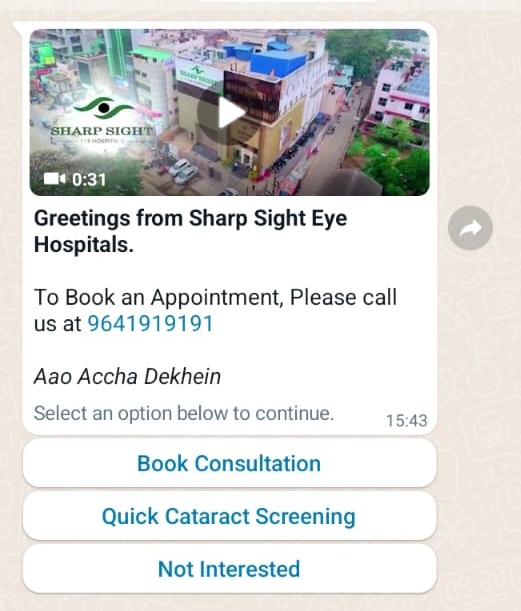 SHARP SIGHT
EYE HOSPITALS
SHARP SIGHT
0:31
Greetings from Sharp Sight Eye
Hospitals.
To Book an Appointment, Please call
us at 9641919191
Aao Accha Dekhein
Select an option below to continue.
15:43
Book Consultation
Quick Cataract Screening
Not Interested